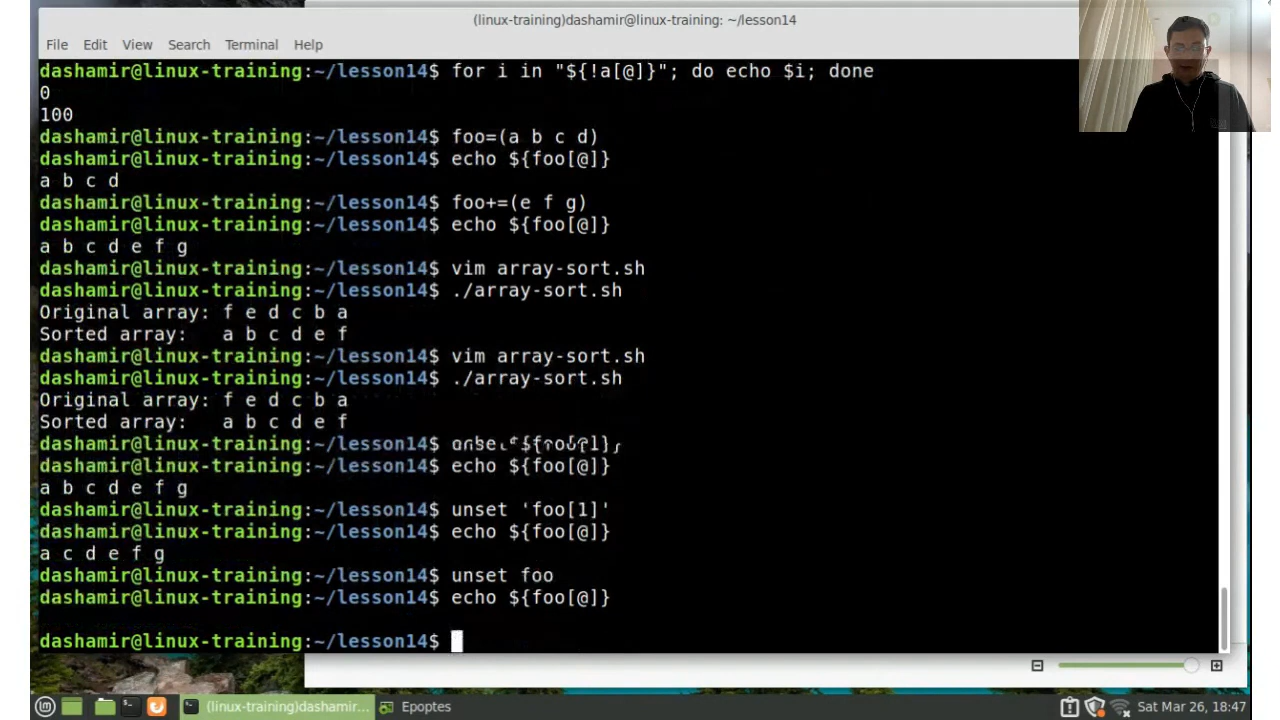 (linux-training)dashamir@linux-training: ~/lesson14
File Edit View Search Terminal Help
dashamir@linux-training:~/lesson14$ for i in "${!a[@]}"; do echo $i; done
0
100
dashamir@linux-training:~/lesson14$ foo=(a b c d)
dashamir@linux-training:~/lesson14$ echo ${foo[@]}
a b c d
dashamir@linux-training:~/lesson14$ foo+=(e f g)
dashamir@linux-training:~/lesson14$ echo ${foo[@]}
a b c d e f g
dashamir@linux-training:~/lesson14$ vim array-sort.sh
dashamir@linux-training:~/lesson14$ ./array-sort.sh
Original array: f e d c b a
Sorted array:   a b c d e f
dashamir@linux-training:~/lesson14$ vim array-sort.sh
dashamir@linux-training:~/lesson14$ ./array-sort.sh
Original array: f e d c b a
Sorted array:   a b c d e f
dashamir@linux-training:~/lesson14$
dashamir@linux-training:~/lesson14$ echo ${foo[@]}
a b c d e f g
dashamir@linux-training:~/lesson14$ unset 'foo[1]'
dashamir@linux-training:~/lesson14$ echo ${foo[@]}
a c d e f g
dashamir@linux-training:~/lesson14$ unset foo
dashamir@linux-training:~/lesson14$ echo ${foo[@]}
dashamir@linux-training:~/lesson14$
(linux-training)dashamir... Epoptes Sat Mar 26, 18:47